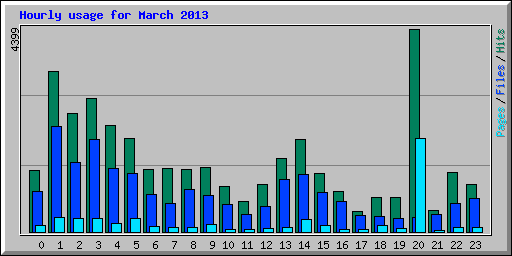 Hourly usage for March 2013
4399
Pages/Files/Hits
0 1 2 3 4 5 6 7 8 9 10 11 12 13 14 15 16 17 18 19 20 21 22 23